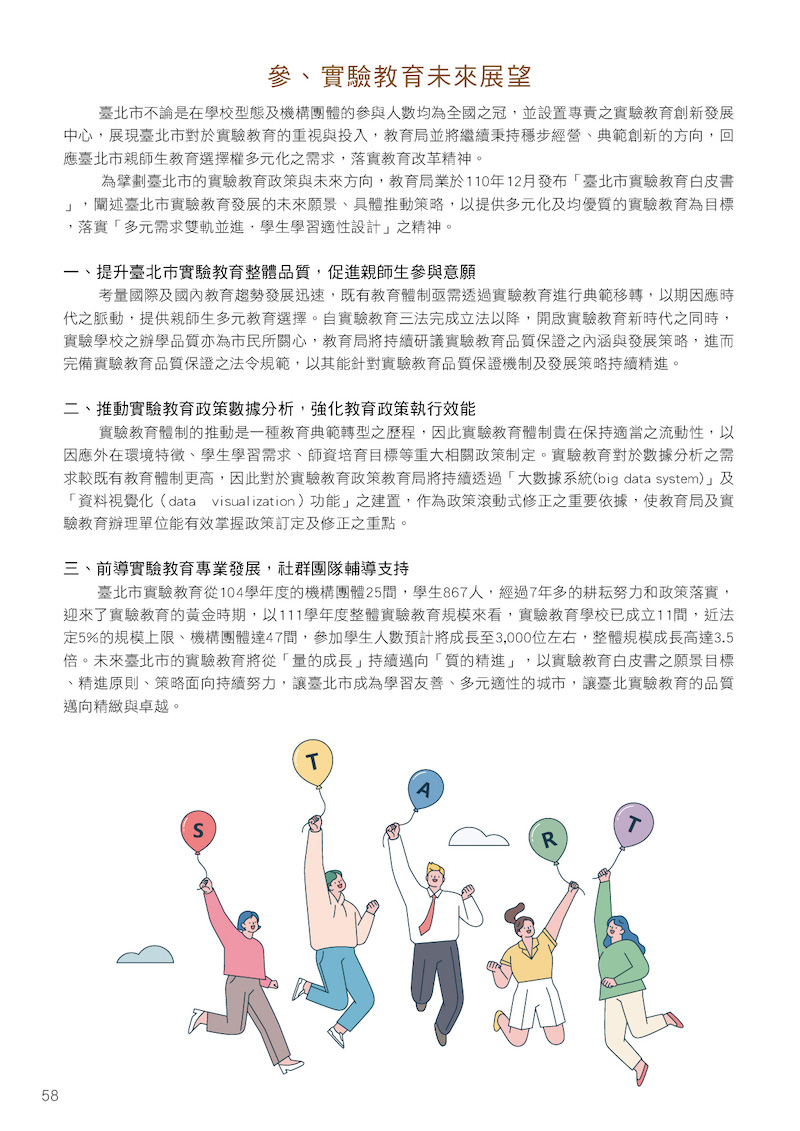 參、實驗教育未來展望
臺北市不論是在學校型態及機構團體的參與人數均為全國之冠，並設置專責之實驗教育創新發展
中心，展現臺北市對於實驗教育的重視與投入，教育局並將繼續秉持穩步經營、典範創新的方向，回
應臺北市親師生教育選擇權多元化之需求，落實教育改革精神。
為擘劃臺北市的實驗教育政策與未來方向，教育局業於110年12月發布「臺北市實驗教育白皮書
」，闡述臺北市實驗教育發展的未來願景、具體推動策略，以提供多元化及均優質的實驗教育為目標
，落實「多元需求雙軌並進．學生學習適性設計」之精神。
一、提升臺北市實驗教育整體品質，促進親師生參與意願
考量國際及國內教育趨勢發展迅速，既有教育體制亟需透過實驗教育進行典範移轉，以期因應時
代之脈動，提供親師生多元教育選擇。自實驗教育三法完成立法以降，開啟實驗教育新時代之同時，
實驗學校之辦學品質亦為市民所關心，教育局將持續研議實驗教育品質保證之內涵與發展策略，進而
完備實驗教育品質保證之法令規範，以其能針對實驗教育品質保證機制及發展策略持續精進。
二、推動實驗教育政策數據分析，強化教育政策執行效能
實驗教育體制的推動是一種教育典範轉型之歷程，因此實驗教育體制貴在保持適當之流動性，以
因應外在環境特徵、學生學習需求、師資培育目標等重大相關政策制定。實驗教育對於數據分析之需
求較既有教育體制更高，因此對於實驗教育政策教育局將持續透過「大數據系統(big data system)」及
「資料視覺化（data visualization）功能」之建置，作為政策滾動式修正之重要依據，使教育局及實
驗教育辦理單位能有效掌握政策訂定及修正之重點。
三、前導實驗教育專業發展，社群團隊輔導支持
臺北市實驗教育從104學年度的機構團體25間，學生867人，經過7年多的耕耘努力和政策落實，
迎來了實驗教育的黃金時期，以111學年度整體實驗教育規模來看，實驗教育學校已成立11間，近法
定5%的規模上限、機構團體達47間，參加學生人數預計將成長至3,000位左右，整體規模成長高達3.5
倍。未來臺北市的實驗教育將從「量的成長」持續邁向「質的精進」，以實驗教育白皮書之願景目標
、精進原則、策略面向持續努力，讓臺北市成為學習友善、多元適性的城市，讓臺北實驗教育的品質
邁向精緻與卓越。
S T A R T
58